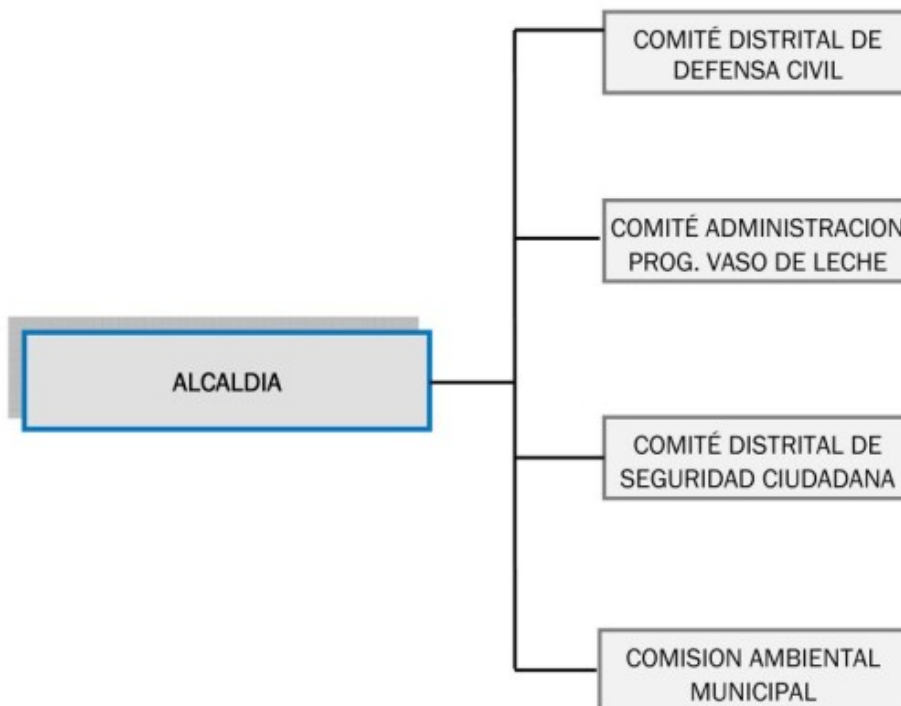 COMITÉ DISTRITAL DE
DEFENSA CIVIL
COMITÉ ADMINISTRACION
PROG. VASO DE LECHE
ALCALDIA
COMITÉ DISTRITAL DE
SEGURIDAD CIUDADANA
COMISION AMBIENTAL
MUNICIPAL